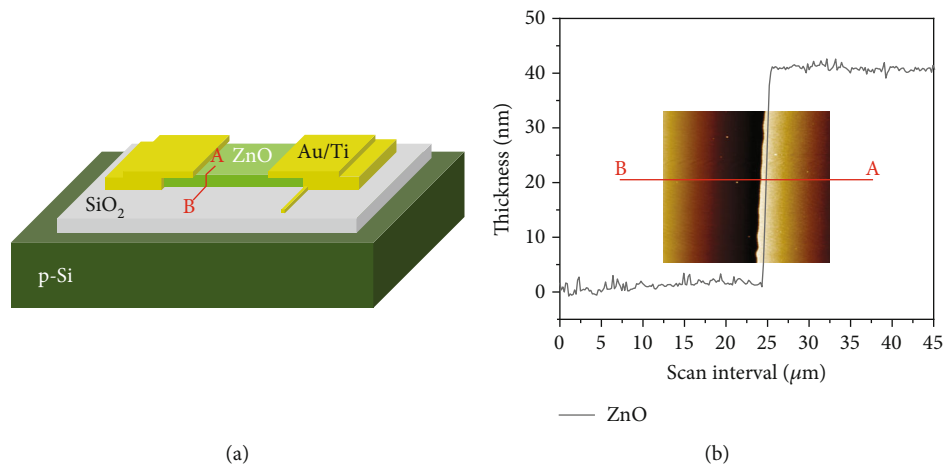 A
ZnO
Au/Ti
B
SiO₂
p-Si
(a)
50
40
30
20
10
0
Thickness (nm)
B
A
0 5 10 15 20 25 30 35 40 45
Scan interval (μm)
ZnO
(b)